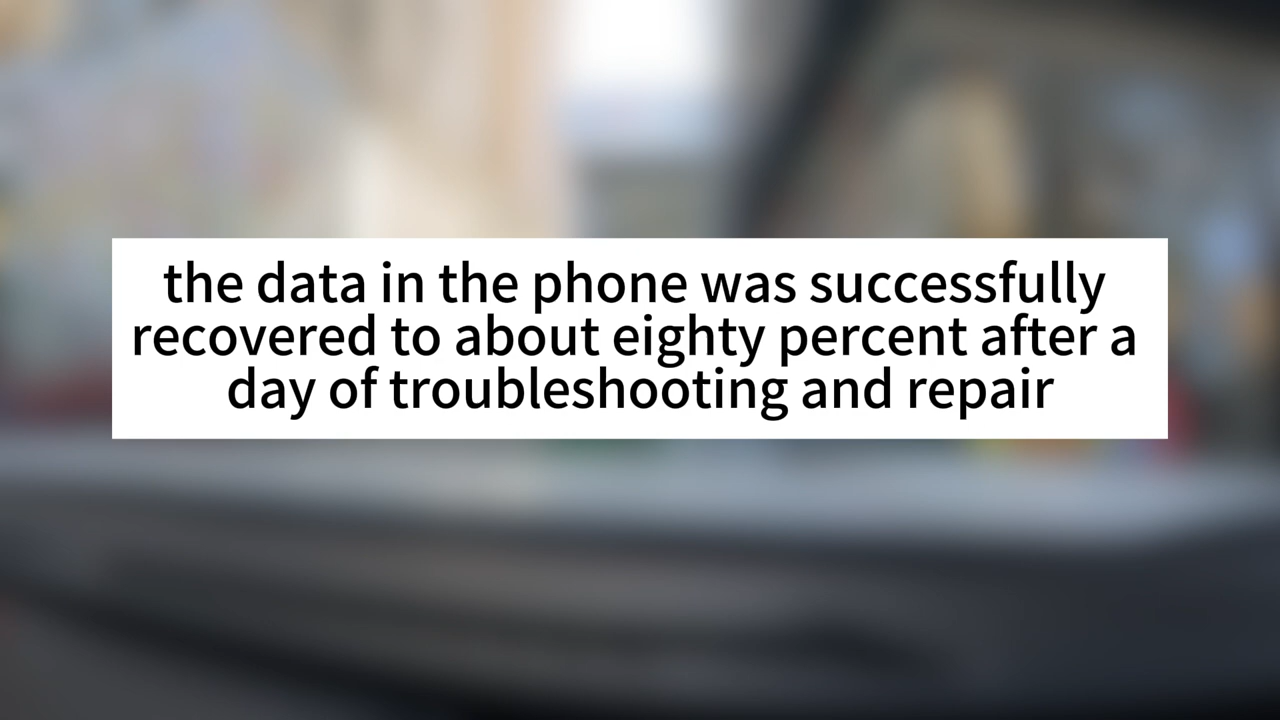 the data in the phone was successfully
recovered to about eighty percent after a
day of troubleshooting and repair